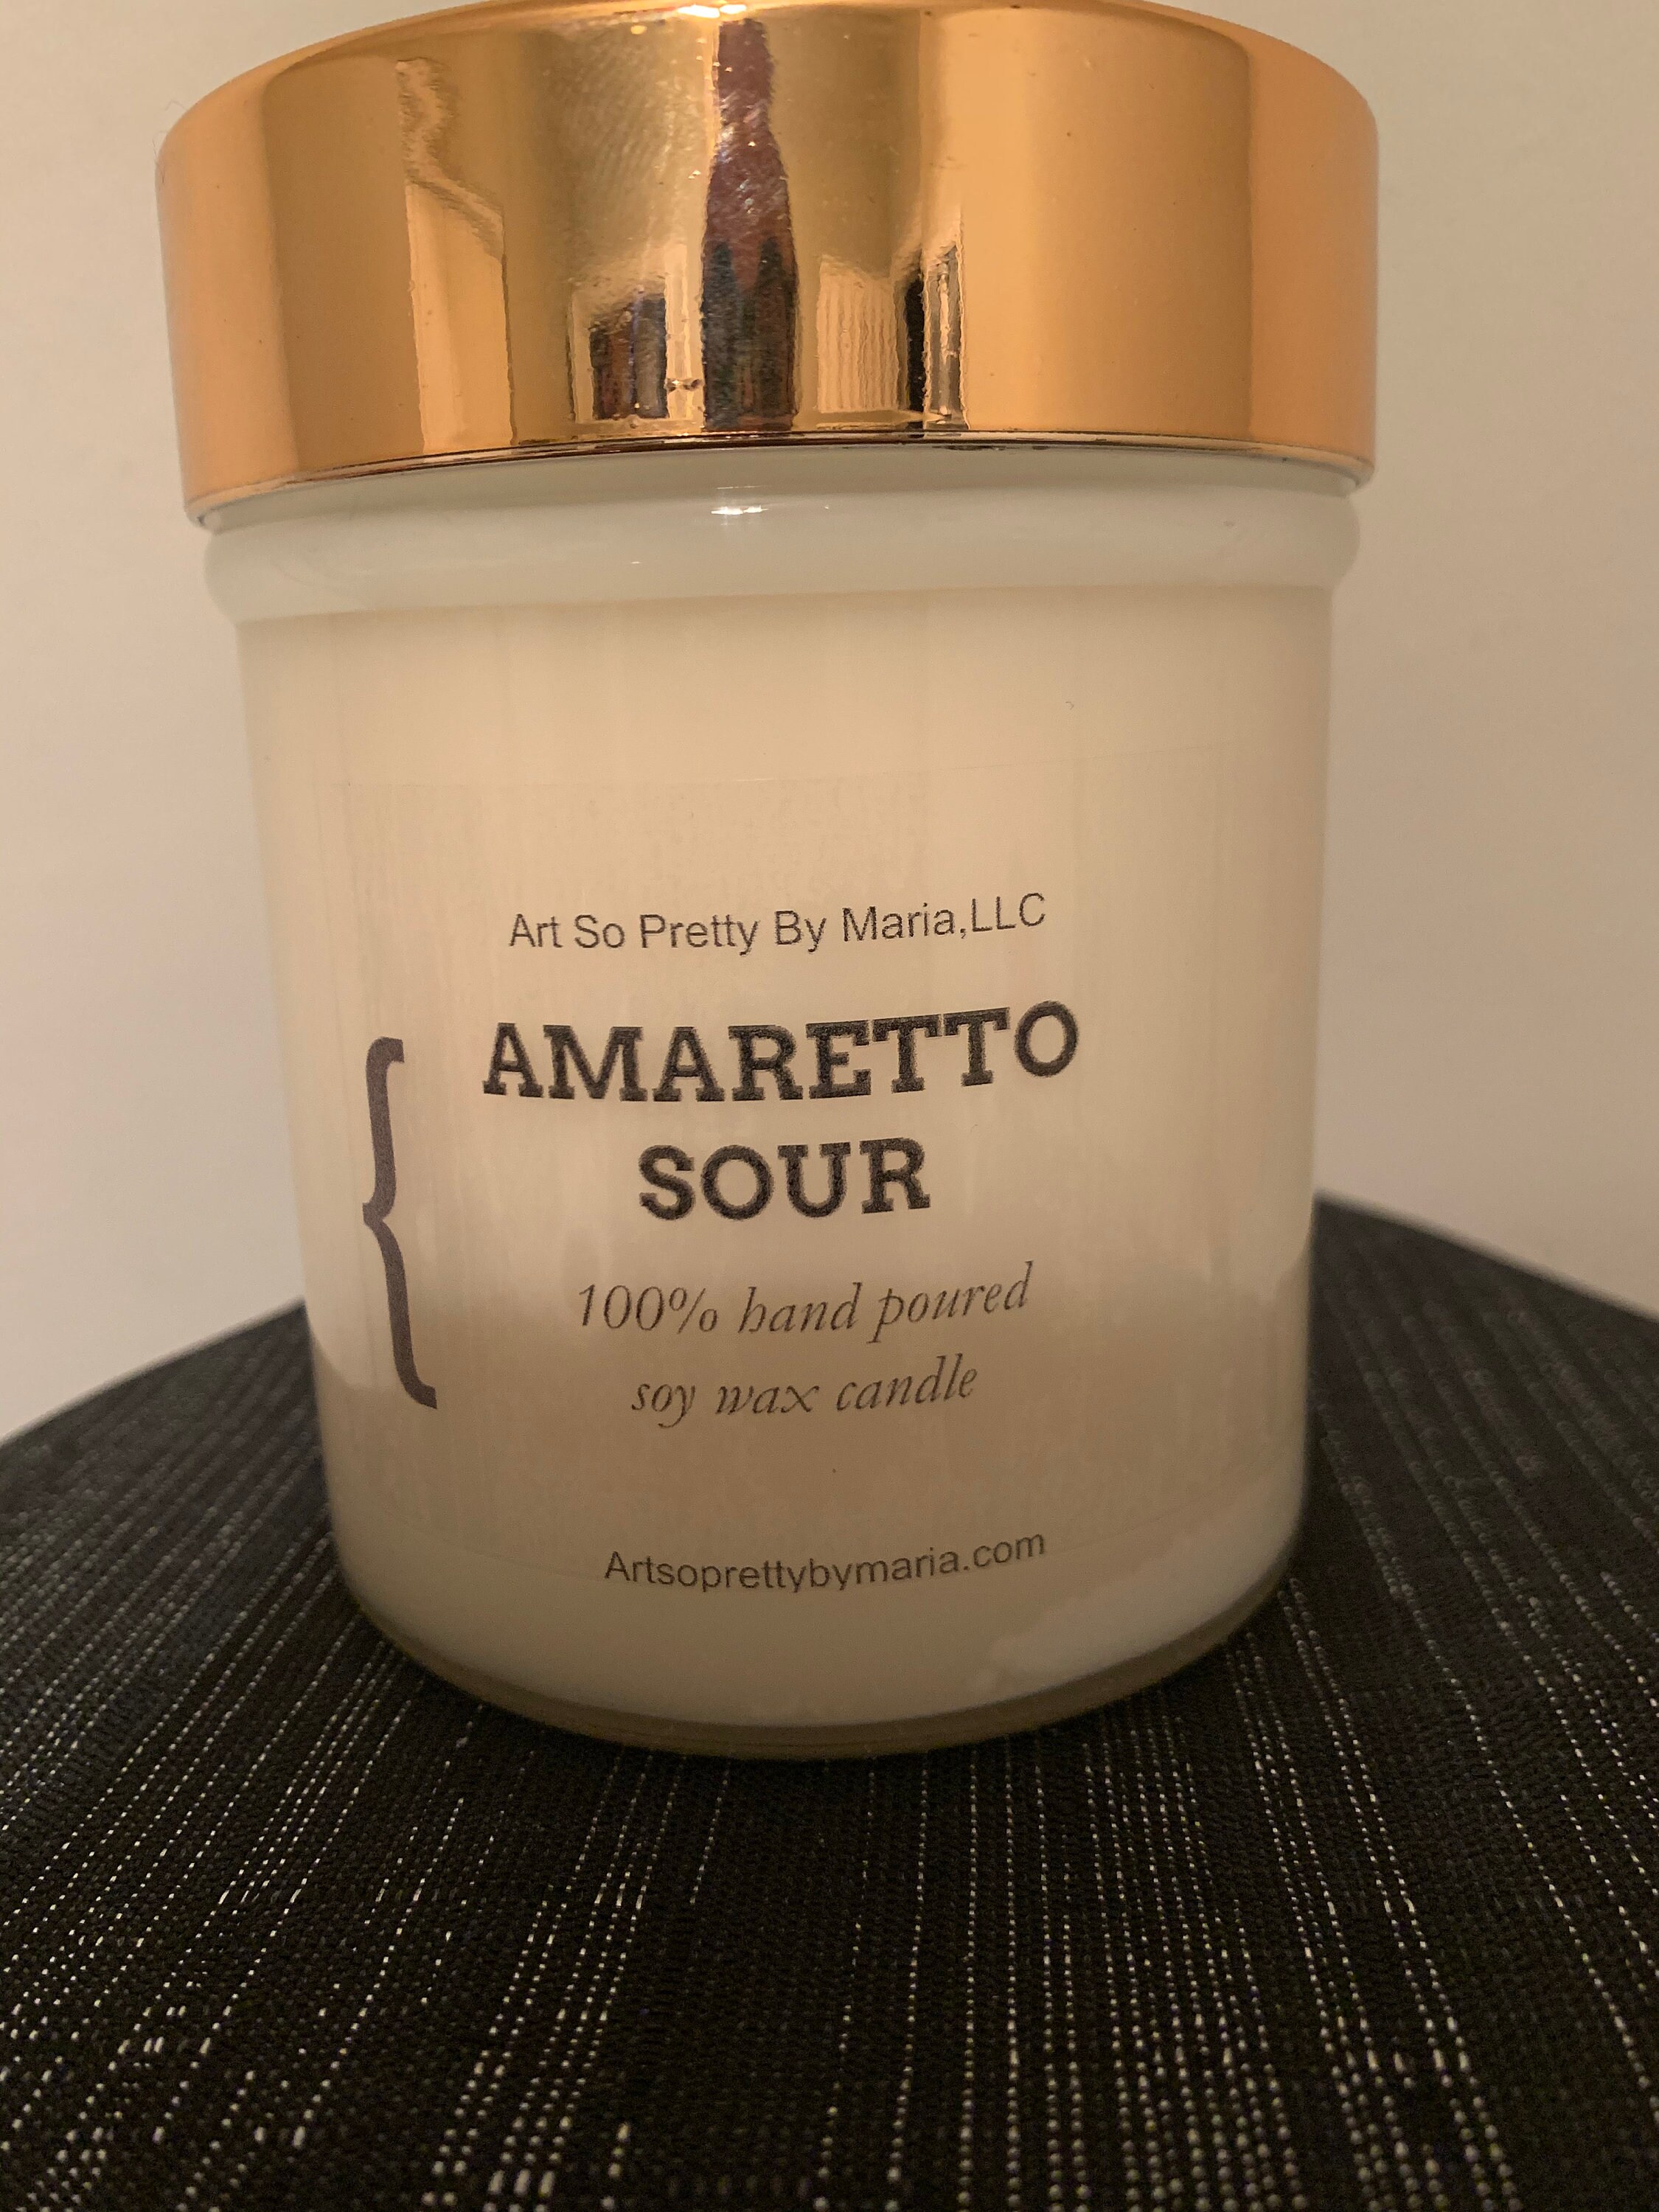 Art So Pretty By Maria,LLC
{
AMARETTO
SOUR
100% hand poured
soy wax candle
Artsoprettybymaria.com